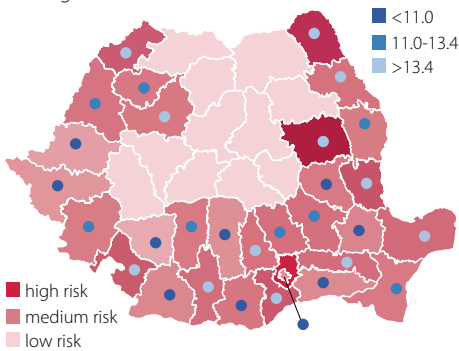 <11.0
11.0-13.4
>13.4
high risk
medium risk
low risk